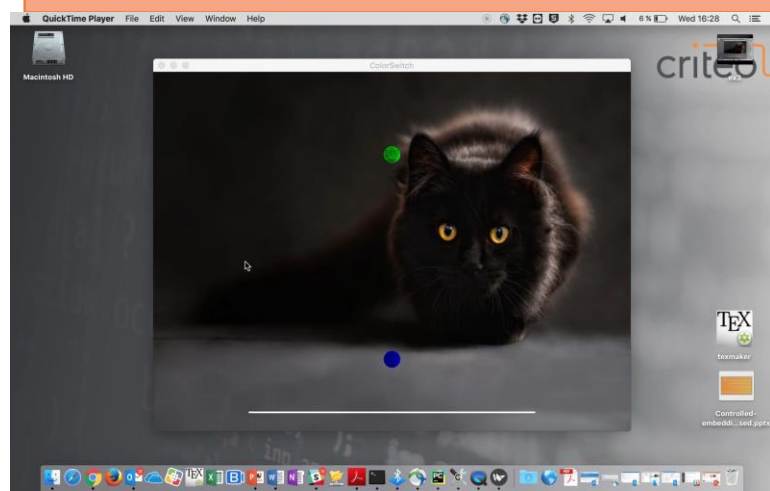 QuickTime Player File Edit View Window Help
6% Wed 16:28
Macintosh HD
ColorSwitch
criteo
TEX
texmaker
Controlled-
embeddi...sed.pptx